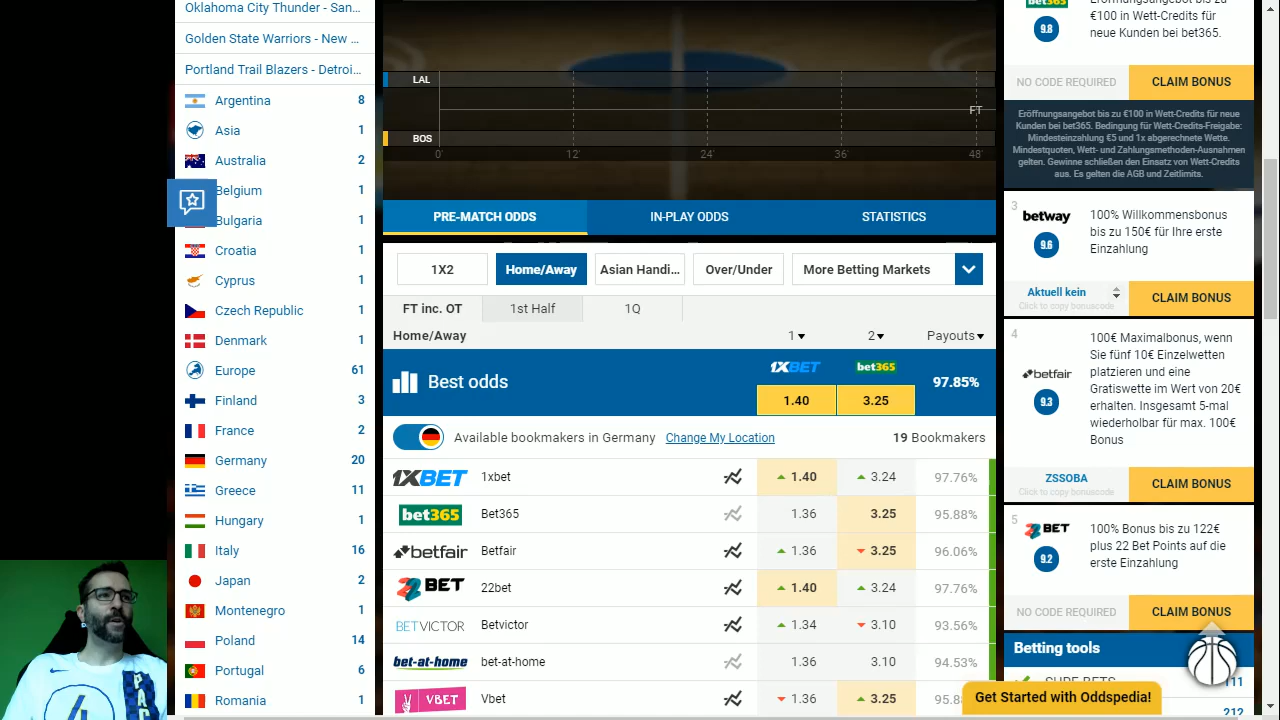 Oklahoma City Thunder - San...
Golden State Warriors - New ...
Portland Trail Blazers - Detroi...
Argentina 8
Asia 1
Australia 2
Belgium 1
Bulgaria 1
Croatia 1
Cyprus 1
Czech Republic 1
Denmark 1
Europe 61
Finland 3
France 2
Germany 20
Greece 11
Hungary 1
Italy 16
Japan 2
Montenegro 1
Poland 14
Portugal 6
Romania 1
LAL
FT
BOS
0' 12' 24' 36' 48'
PRE-MATCH ODDS IN-PLAY ODDS STATISTICS
1X2 Home/Away Asian Handi... Over/Under More Betting Markets
FT inc. OT 1st Half 1Q
Home/Away 1 2 Payouts
1XBET bet365
Best odds 1.40 3.25 97.85%
Available bookmakers in Germany Change My Location 19 Bookmakers
1XBET 1xbet 1.40 3.24 97.76%
bet365 Bet365 1.36 3.25 95.88%
betfair Betfair 1.36 3.25 96.06%
22BET 22bet 1.40 3.24 97.76%
BETVICTOR Betvictor 1.34 3.10 93.56%
bet-at-home bet-at-home 1.36 3.10 94.53%
VBET Vbet 1.36 3.25 95.8
bet365
9.8
€100 in Wett-Credits für
neue Kunden bei bet365.
NO CODE REQUIRED CLAIM BONUS
Eröffnungsangebot bis zu €100 in Wett-Credits für neue
Kunden bei bet365. Bedingung für Wett-Credits-Freigabe:
Mindesteinzahlung €5 und 1x abgerechnete Wette.
Mindestquoten, Wett- und Zahlungsmethoden-Ausnahmen
gelten. Gewinne schließen den Einsatz von Wett-Credits
aus. Es gelten die AGB und Zeitlimits.
3
betway
9.6
100% Willkommensbonus
bis zu 150€ für Ihre erste
Einzahlung
Aktuell kein
Click to copy bonuscode
CLAIM BONUS
4
betfair
9.3
100€ Maximalbonus, wenn
Sie fünf 10€ Einzelwetten
platzieren und eine
Gratiswette im Wert von 20€
erhalten. Insgesamt 5-mal
wiederholbar für max. 100€
Bonus
ZSSOBA
Click to copy bonuscode
CLAIM BONUS
5
22BET
9.2
100% Bonus bis zu 122€
plus 22 Bet Points auf die
erste Einzahlung
NO CODE REQUIRED CLAIM BONUS
Betting tools
SURE BETS 111
212
Get Started with Oddspedia!